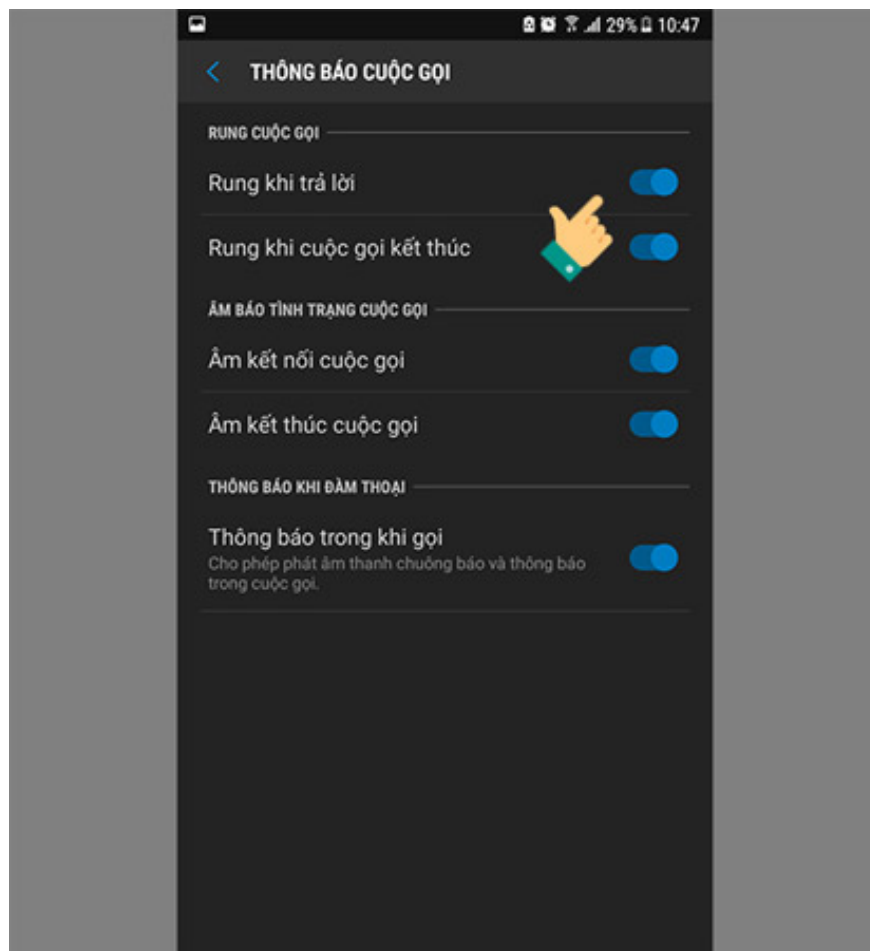 29% 10:47
THÔNG BÁO CUỘC GỌI
RUNG CUỘC GỌI
Rung khi trả lời
Rung khi cuộc gọi kết thúc
ÂM BÁO TÌNH TRẠNG CUỘC GỌI
Âm kết nối cuộc gọi
Âm kết thúc cuộc gọi
THÔNG BÁO KHI ĐÀM THOẠI
Thông báo trong khi gọi
Cho phép phát âm thanh chuông báo và thông báo
trong cuộc gọi.